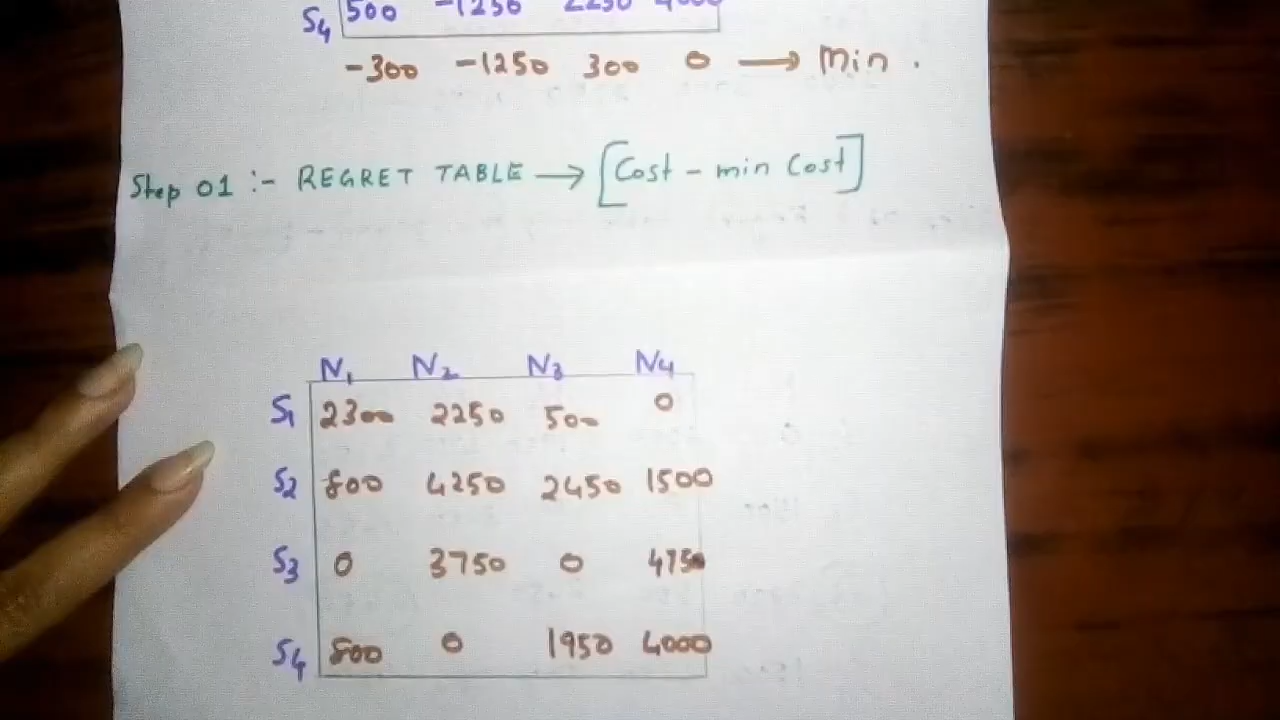 S4 500 -1250 2250 4000
-300 -1250 300 0 → Min.
Step 01 :- REGRET TABLE → [Cost - min Cost]
N1 N2 N3 N4
S1 2300 2250 500 0
S2 800 4250 2450 1500
S3 0 3750 0 4750
S4 800 0 1950 4000